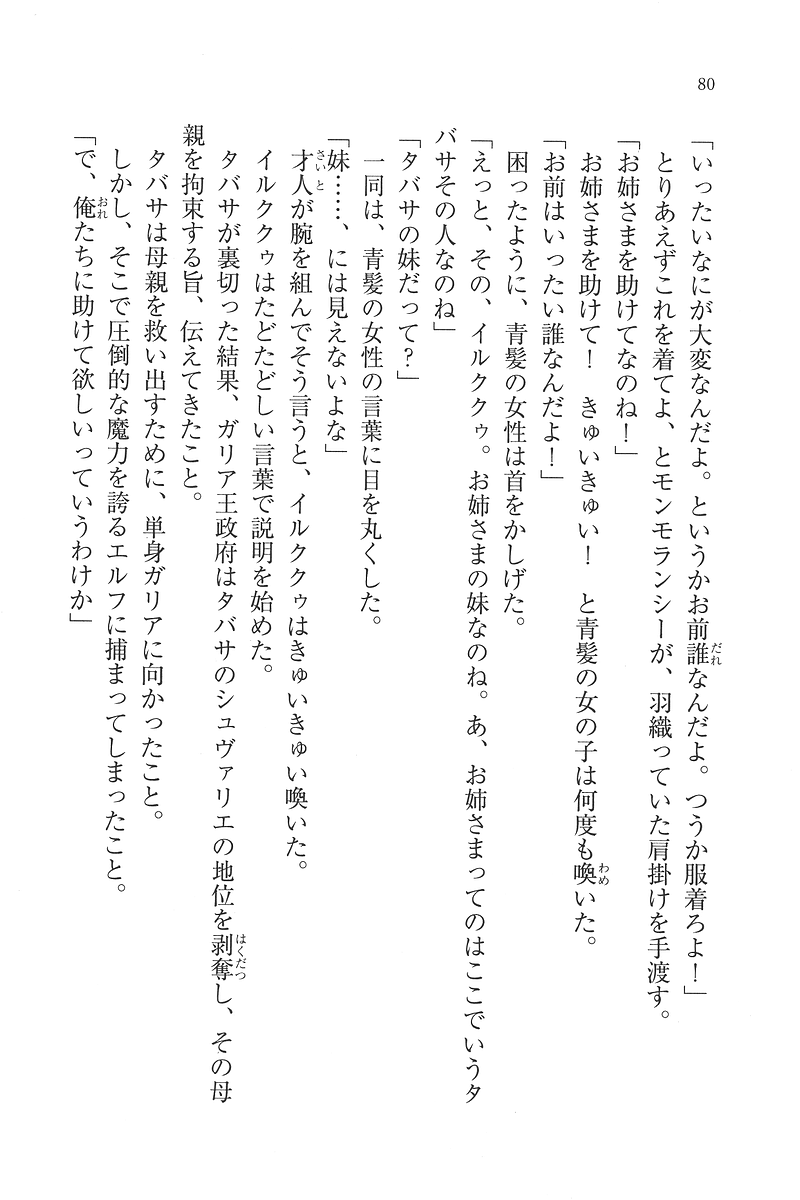 80
「いったいなにが大変なんだよ。というかお前誰なんだよ。つうか服着ろよ！」
とりあえずこれを着てよ、とモンモランシーが、羽織っていた肩掛けを手渡す。
「お姉さまを助けてなのね！」
お姉さまを助けて！　きゅいきゅい！　と青髪の女の子は何度も喚いた。
「お前はいったい誰なんだよ！」
困ったように、青髪の女性は首をかしげた。
「えっと、その、イルククゥ。お姉さまの妹なのね。あ、お姉さまってのはここでいうタ
バサその人なのね」
「タバサの妹だって？」
一同は、青髪の女性の言葉に目を丸くした。
「妹……、には見えないよな」
才人が腕を組んでそう言うと、イルククゥはきゅいきゅい喚いた。
イルククゥはたどたどしい言葉で説明を始めた。
タバサが裏切った結果、ガリア王政府はタバサのシュヴァリエの地位を剥奪し、その母
親を拘束する旨、伝えてきたこと。
タバサは母親を救い出すために、単身ガリアに向かったこと。
しかし、そこで圧倒的な魔力を誇るエルフに捕まってしまったこと。
「で、俺たちに助けて欲しいっていうわけか」